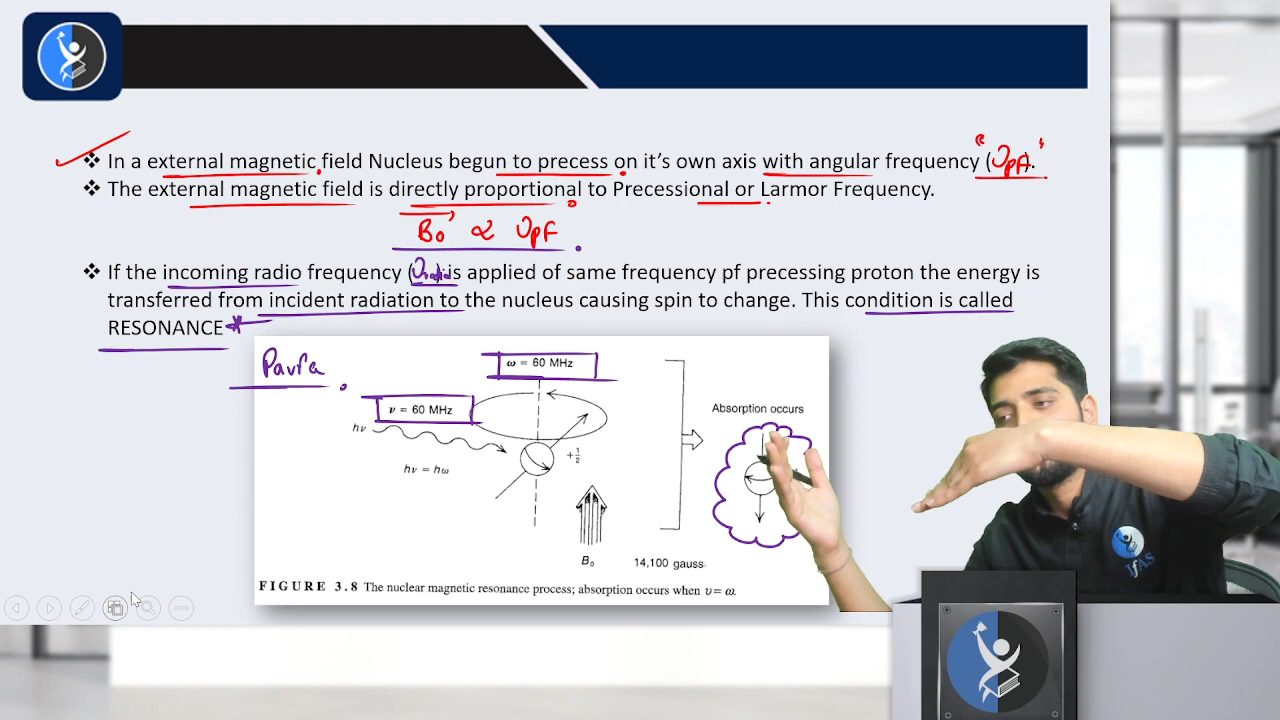 ❖ In a external magnetic field Nucleus begun to precess on it's own axis with angular frequency (υPF).
❖ The external magnetic field is directly proportional to Precessional or Larmor Frequency.
B₀ ∝ υPF
❖ If the incoming radio frequency ( ) is applied of same frequency pf precessing proton the energy is
transferred from incident radiation to the nucleus causing spin to change. This condition is called
RESONANCE
Pavia
ω = 60 MHz
ν = 60 MHz
Absorption occurs
hν
+½
hν = hω
B₀
14,100 gauss
FIGURE 3.8 The nuclear magnetic resonance process; absorption occurs when υ = ω.
IFAS